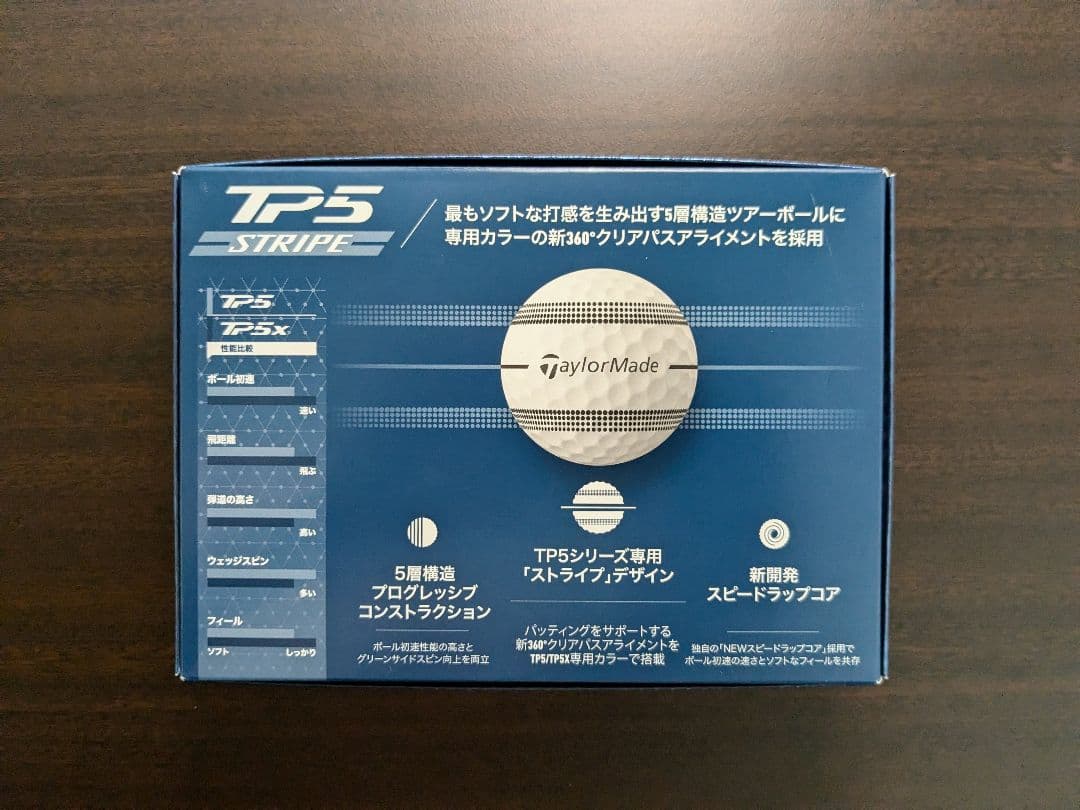 TP5
STRIPE
最もソフトな打感を生み出す5層構造ツアーボールに
専用カラーの新360°クリアパスアライメントを採用
TP5
TP5x
性能比較
ボール初速
速い
飛距離
飛ぶ
弾道の高さ
高い
ウェッジスピン
多い
フィール
ソフト しっかり
TaylorMade
5層構造
プログレッシブ
コンストラクション
ボール初速性能の高さと
グリーンサイドスピン向上を両立
TP5シリーズ専用
「ストライプ」デザイン
パッティングをサポートする
新360°クリアパスアライメントを
TP5/TP5X専用カラーで搭載
新開発
スピードラップコア
独自の「NEWスピードラップコア」採用で
ボール初速の速さとソフトなフィールを共存